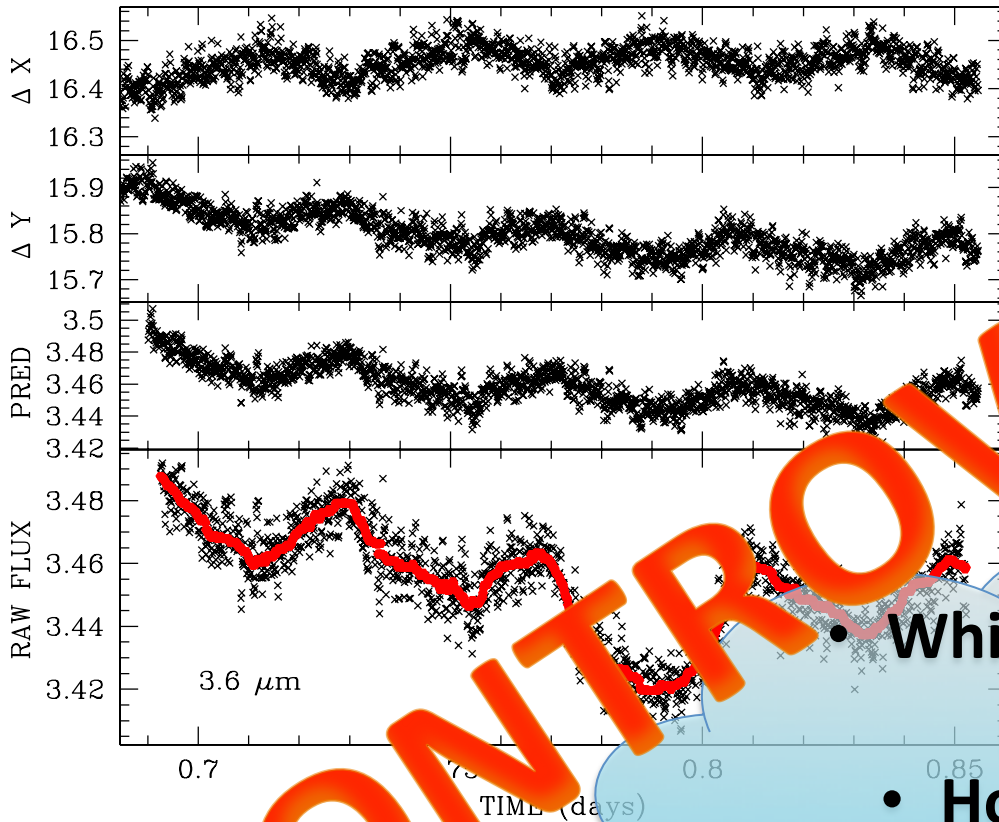 Δ X
16.5
16.4
16.3
Δ Y
15.9
15.8
15.7
PRED
3.5
3.48
3.46
3.44
3.42
RAW FLUX
3.48
3.46
3.44
3.42
3.6 μm
0.7
75
0.8
0.85
TIME (days)
ONTROV
• Whi
• Ho